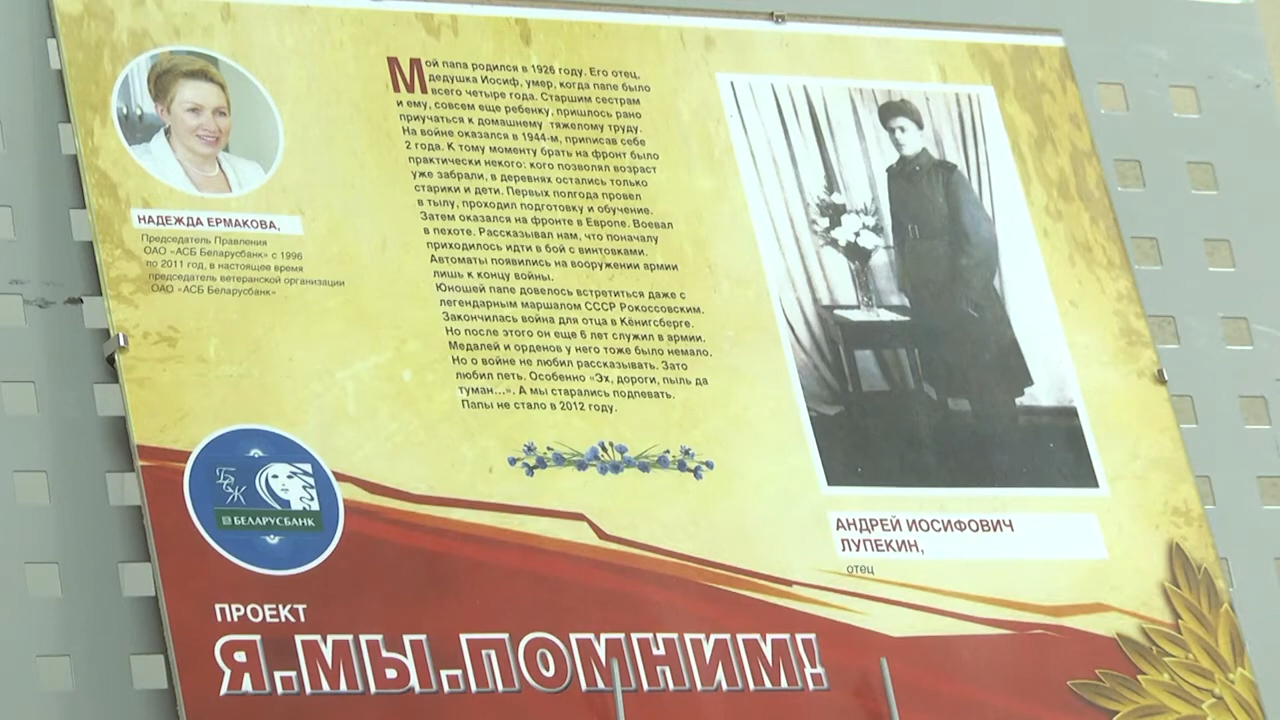 НАДЕЖДА ЕРМАКОВА,
Председатель Правления
ОАО «АСБ Беларусбанк» с 1996
по 2011 год, в настоящее время
председатель ветеранской организации
ОАО «АСБ Беларусбанк»
Мой папа родился в 1926 году. Его отец,
дедушка Иосиф, умер, когда папе было
всего четыре года. Старшим сестрам
и ему, совсем еще ребенку, пришлось рано
приучаться к домашнему тяжелому труду.
На войне оказался в 1944-м, приписав себе
2 года. К тому моменту брать на фронт было
практически некого: кого позволял возраст
уже забрали, в деревнях остались только
старики и дети. Первых полгода провел
в тылу, проходил подготовку и обучение.
Затем оказался на фронте в Европе. Воевал
в пехоте. Рассказывал нам, что поначалу
приходилось идти в бой с винтовками.
Автоматы появились на вооружении армии
лишь к концу войны.
Юношей папе довелось встретиться даже с
легендарным маршалом СССР Рокоссовским.
Закончилась война для отца в Кёнигсберге.
Но после этого он еще 6 лет служил в армии.
Медалей и орденов у него тоже было немало.
Но о войне не любил рассказывать. Зато
любил петь. Особенно «Эх, дороги, пыль да
туман...». А мы старались подпевать.
Папы не стало в 2012 году.
АНДРЕЙ ИОСИФОВИЧ
ЛУПЕКИН,
отец
БСЖ
БЕЛАРУСБАНК
ПРОЕКТ
Я.МЫ.ПОМНИМ!